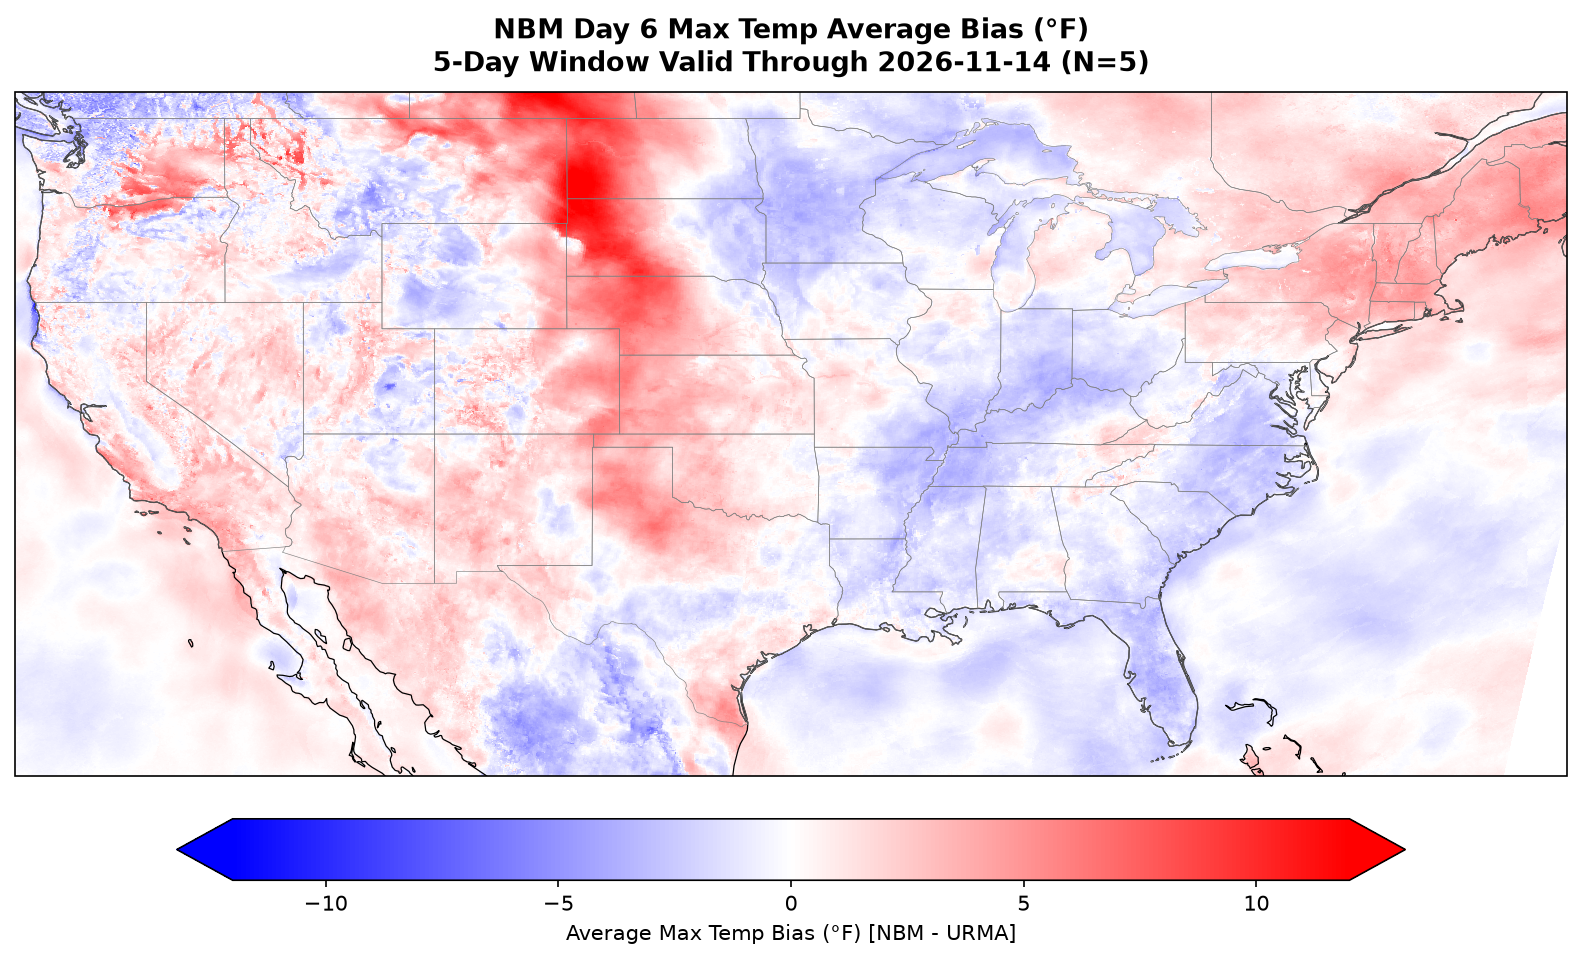 NBM Day 6 Max Temp Average Bias (°F)
5-Day Window Valid Through 2026-11-14 (N=5)
−10 −5 0 5 10
Average Max Temp Bias (°F) [NBM - URMA]